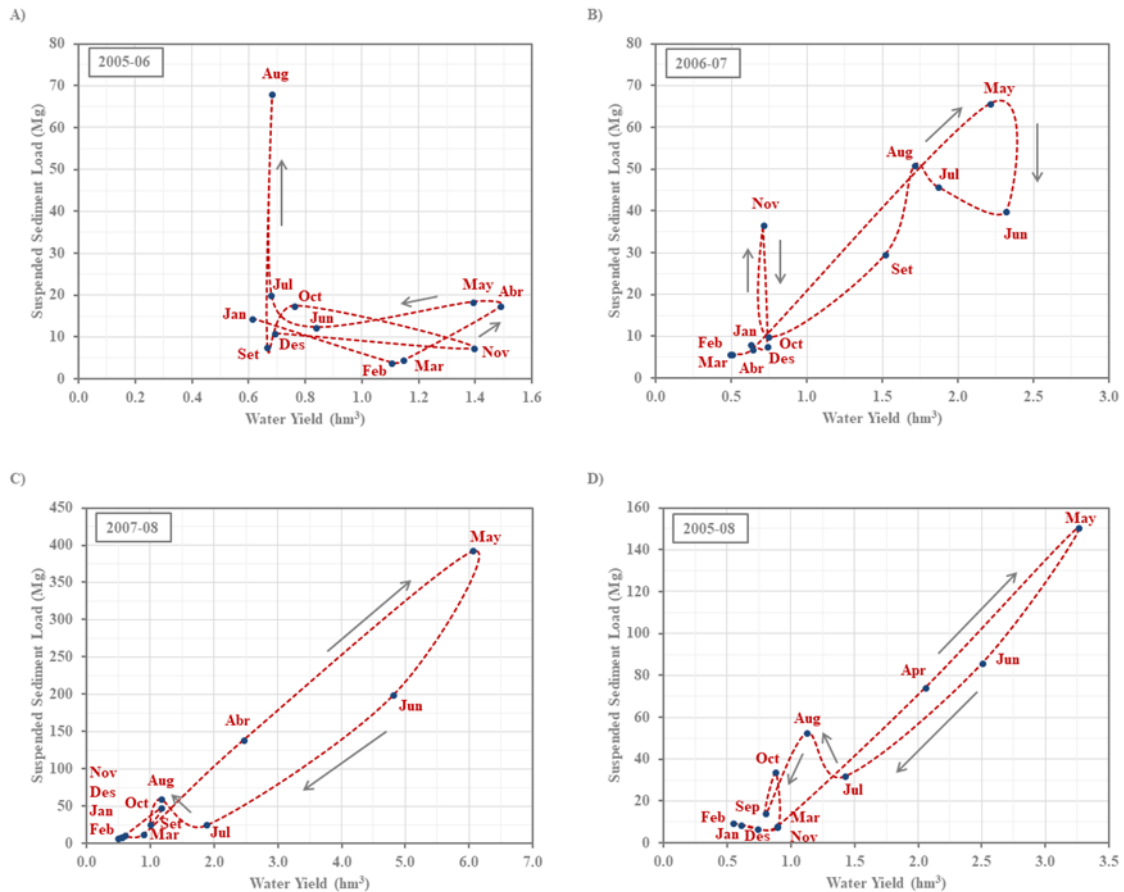 A)
2005-06
Suspended Sediment Load (Mg)
80
70
60
50
40
30
20
10
0
Aug
Jul
Oct
Jan
Jun
May
Abr
Set
Des
Feb
Mar
Nov
0.0 0.2 0.4 0.6 0.8 1.0 1.2 1.4 1.6
Water Yield (hm³)
B)
2006-07
Suspended Sediment Load (Mg)
80
70
60
50
40
30
20
10
0
May
Aug
Jul
Nov
Jun
Set
Jan
Feb
Oct
Mar
Abr
Des
0.0 0.5 1.0 1.5 2.0 2.5 3.0
Water Yield (hm³)
C)
2007-08
Suspended Sediment Load (Mg)
450
400
350
300
250
200
150
100
50
0
May
Jun
Abr
Nov
Des
Jan
Feb
Aug
Oct
Set
Mar
Jul
0.0 1.0 2.0 3.0 4.0 5.0 6.0 7.0
Water Yield (hm³)
D)
2005-08
Suspended Sediment Load (Mg)
160
140
120
100
80
60
40
20
0
May
Jun
Apr
Aug
Oct
Jul
Sep
Feb
Mar
Jan
Des
Nov
0.0 0.5 1.0 1.5 2.0 2.5 3.0 3.5
Water Yield (hm³)